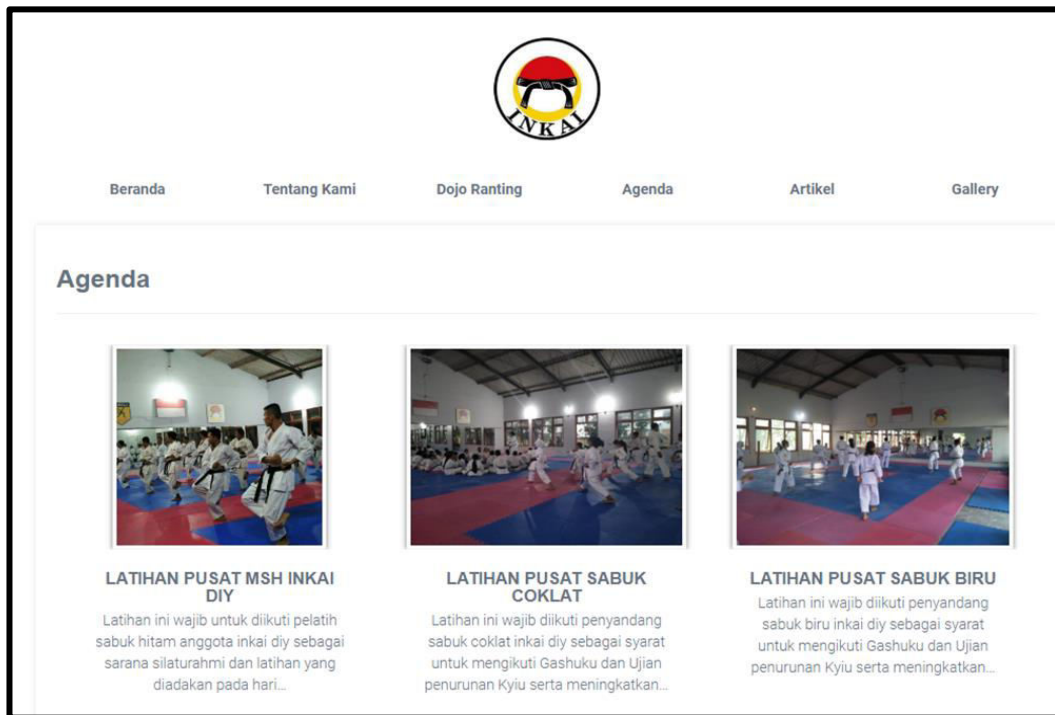 INKAI
Beranda Tentang Kami Dojo Ranting Agenda Artikel Gallery
Agenda
LATIHAN PUSAT MSH INKAI
DIY
Latihan ini wajib untuk diikuti pelatih
sabuk hitam anggota inkai diy sebagai
sarana silaturahmi dan latihan yang
diadakan pada hari...
LATIHAN PUSAT SABUK
COKLAT
Latihan ini wajib diikuti penyandang
sabuk coklat inkai diy sebagai syarat
untuk mengikuti Gashuku dan Ujian
penurunan Kyiu serta meningkatkan...
LATIHAN PUSAT SABUK BIRU
Latihan ini wajib diikuti penyandang
sabuk biru inkai diy sebagai syarat
untuk mengikuti Gashuku dan Ujian
penurunan Kyiu serta meningkatkan...